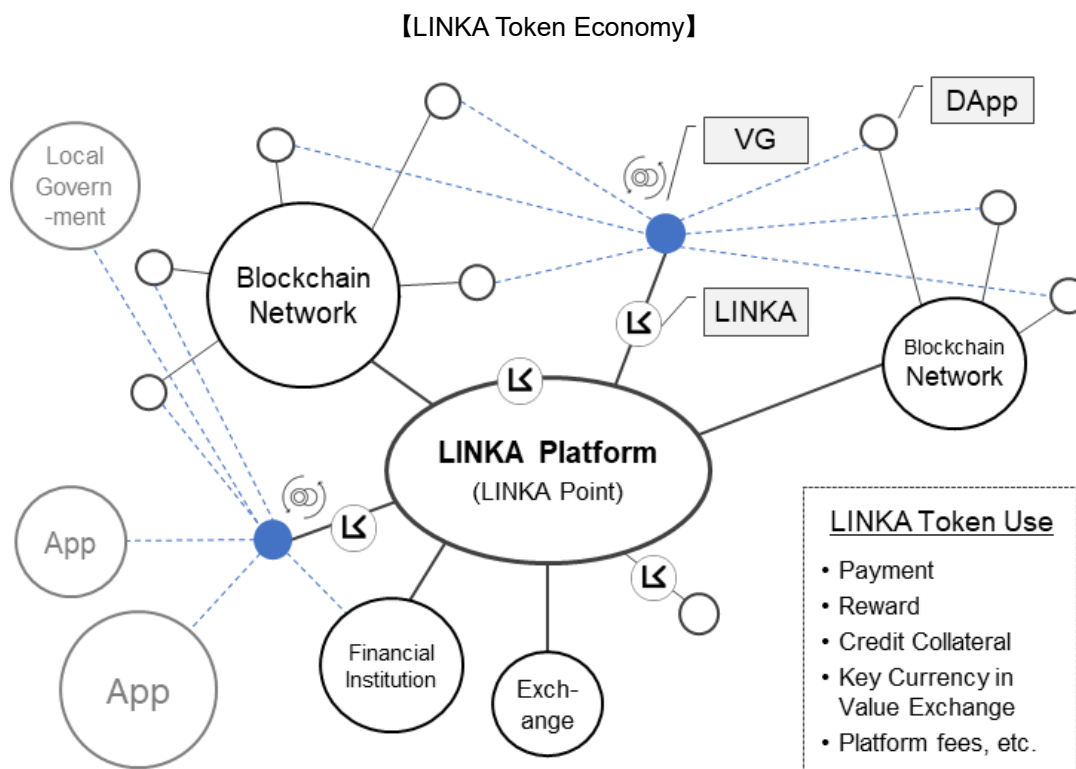 【LINKA Token Economy】
DApp
VG
Local
Govern
-ment
Blockchain
Network
LINKA
Blockchain
Network
LINKA Platform
(LINKA Point)
LINKA Token Use
• Payment
• Reward
• Credit Collateral
• Key Currency in
Value Exchange
• Platform fees, etc.
App
App
Financial
Institution
Exch-
ange